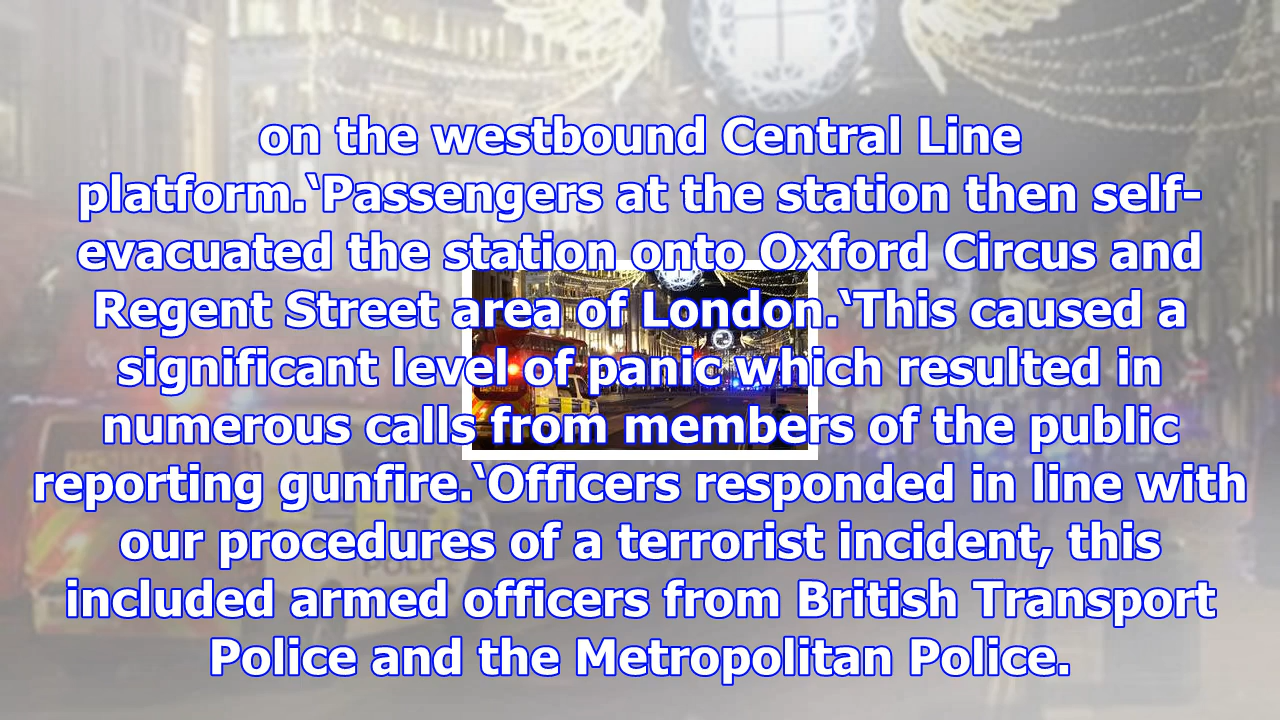 on the westbound Central Line
platform.‘Passengers at the station then self-
evacuated the station onto Oxford Circus and
Regent Street area of London.‘This caused a
significant level of panic which resulted in
numerous calls from members of the public
reporting gunfire.‘Officers responded in line with
our procedures of a terrorist incident, this
included armed officers from British Transport
Police and the Metropolitan Police.
POLICE